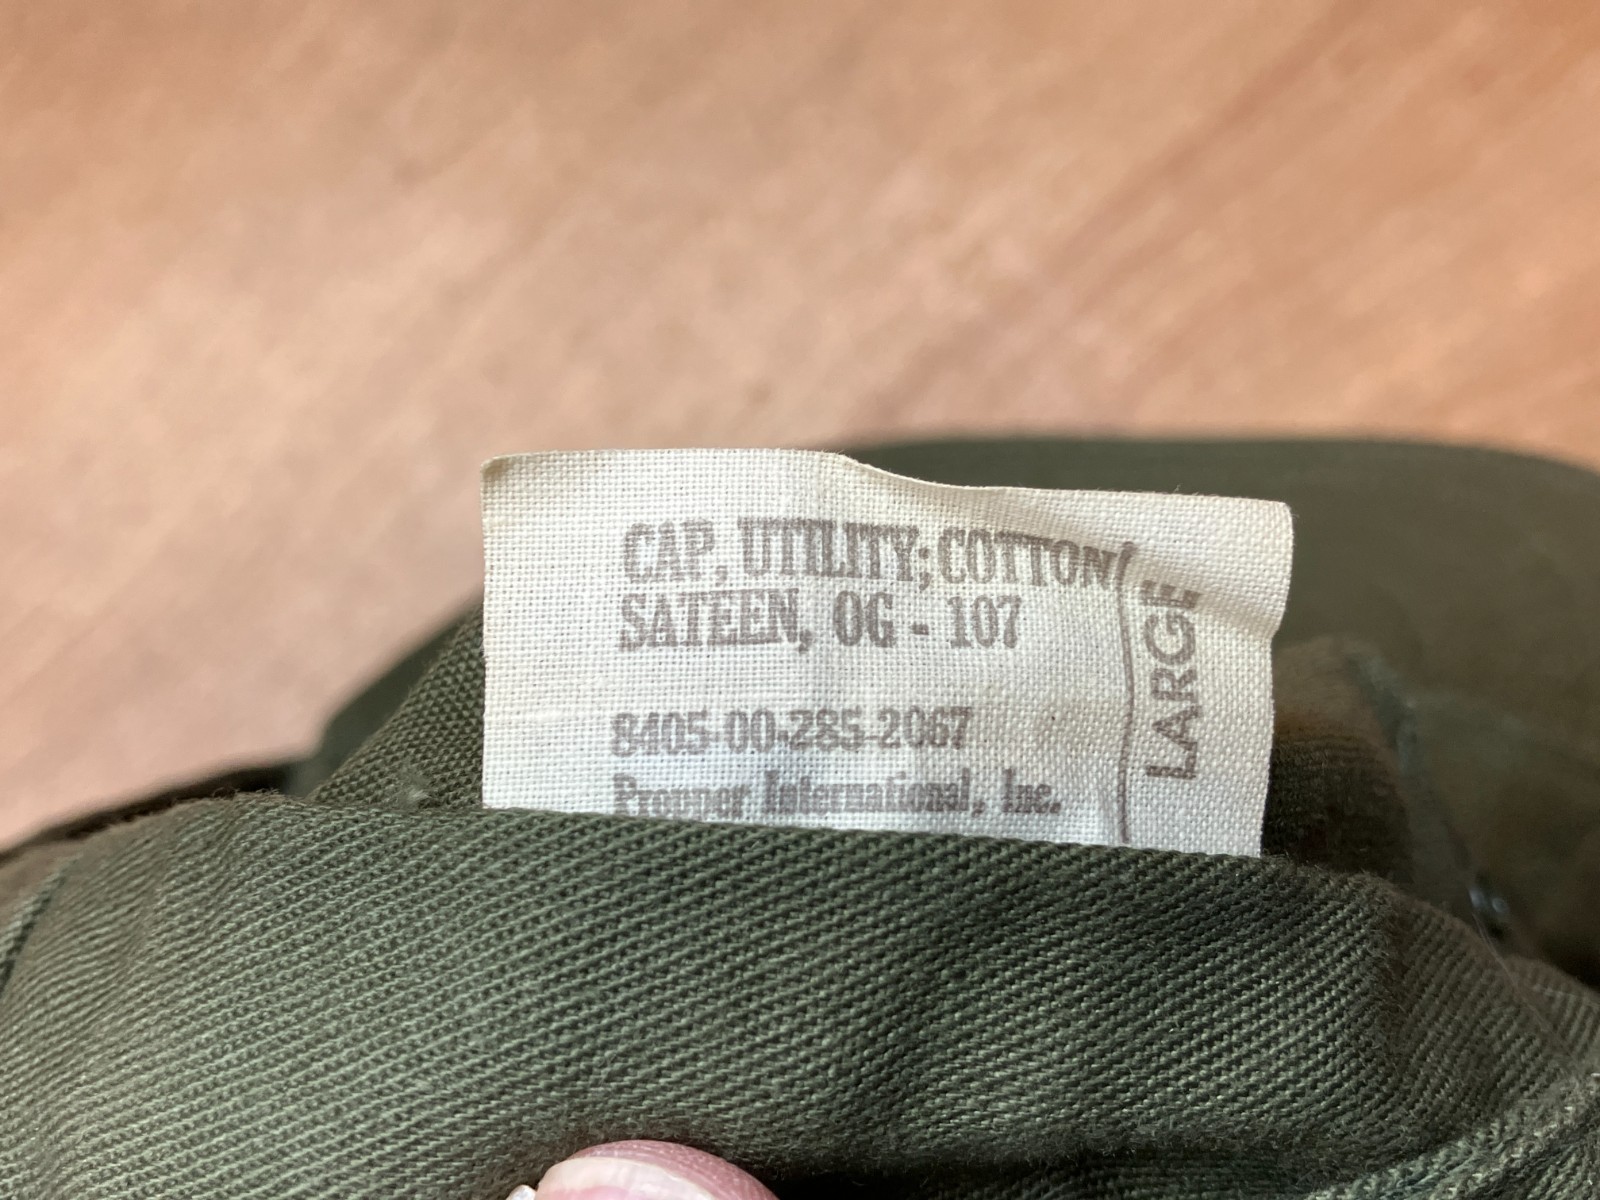 CAP, UTILITY; COTTON
SATEEN, OG - 107
8405-00-285-2067
Propper International, Inc.
LARGE